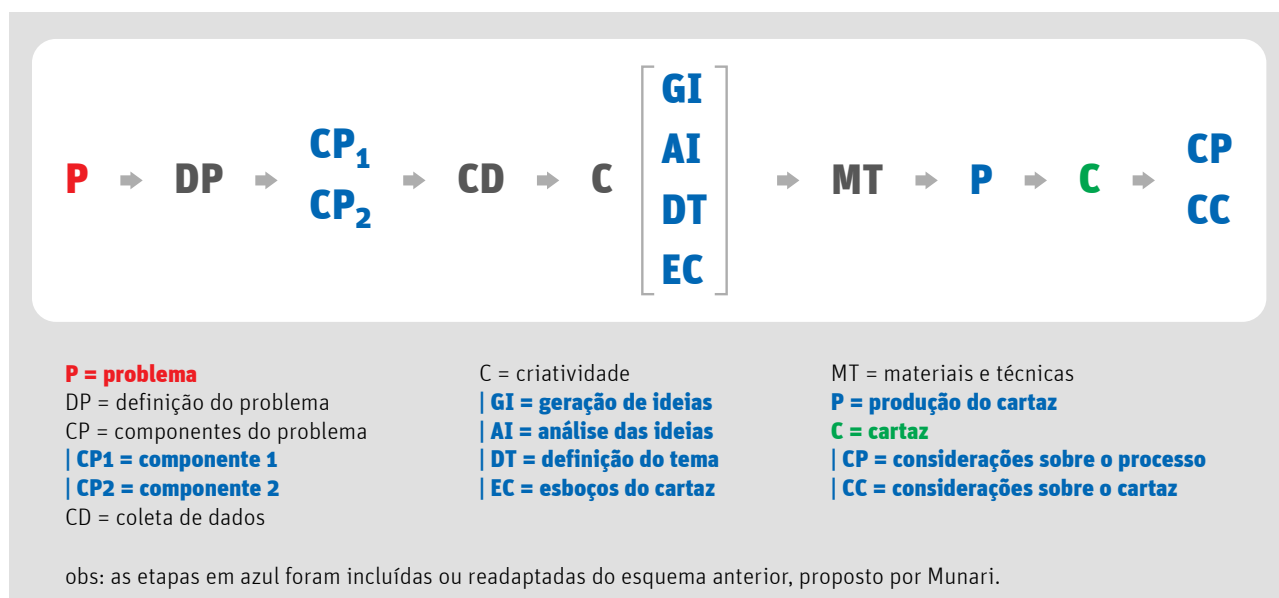 P DP CP1 CP2 CD C GI AI DT EC MT P C CP CC
P = problema
DP = definição do problema
CP = componentes do problema
| CP1 = componente 1
| CP2 = componente 2
CD = coleta de dados
C = criatividade
| GI = geração de ideias
| AI = análise das ideias
| DT = definição do tema
| EC = esboços do cartaz
MT = materiais e técnicas
P = produção do cartaz
C = cartaz
| CP = considerações sobre o processo
| CC = considerações sobre o cartaz
obs: as etapas em azul foram incluídas ou readaptadas do esquema anterior, proposto por Munari.